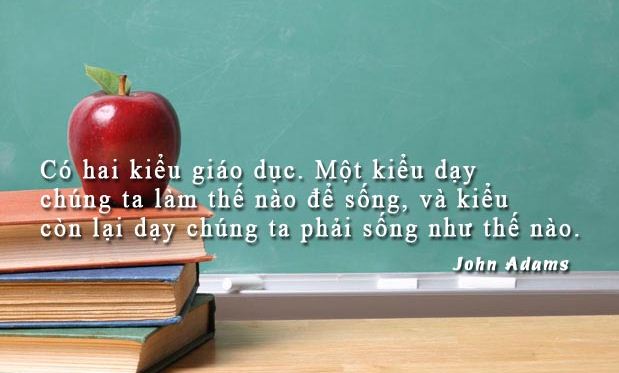 Có hai kiểu giáo dục. Một kiểu dạy
chúng ta làm thế nào để sống, và kiểu
còn lại dạy chúng ta phải sống như thế nào.
John Adams